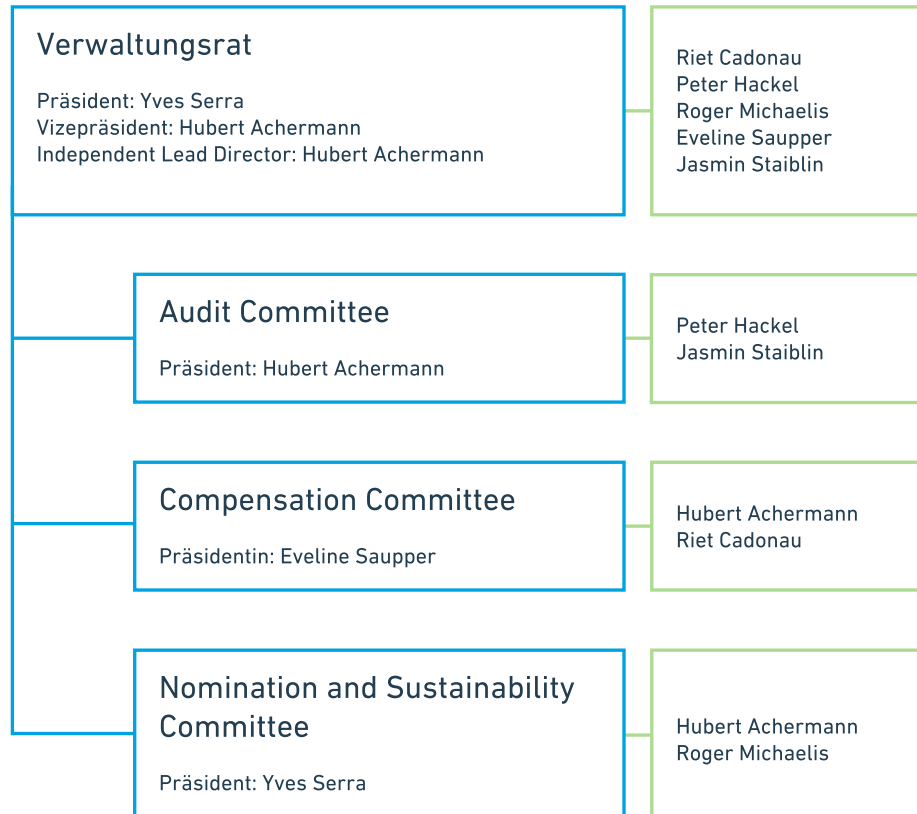 Verwaltungsrat
Präsident: Yves Serra
Vizepräsident: Hubert Achermann
Independent Lead Director: Hubert Achermann
Riet Cadonau
Peter Hackel
Roger Michaelis
Eveline Saupper
Jasmin Staiblin
Audit Committee
Präsident: Hubert Achermann
Peter Hackel
Jasmin Staiblin
Compensation Committee
Präsidentin: Eveline Saupper
Hubert Achermann
Riet Cadonau
Nomination and Sustainability
Committee
Präsident: Yves Serra
Hubert Achermann
Roger Michaelis